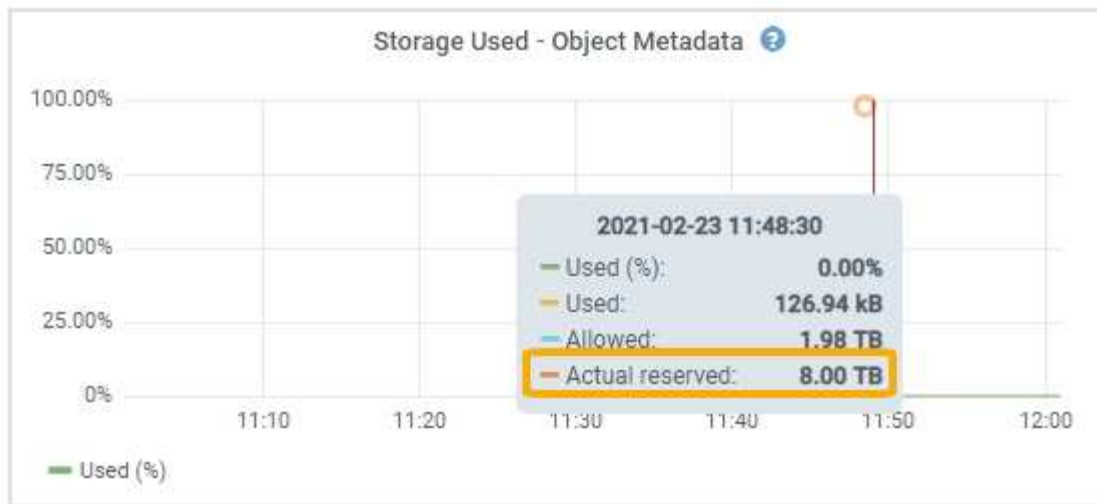 Storage Used - Object Metadata ?
100.00%
75.00%
50.00%
25.00%
0%
2021-02-23 11:48:30
Used (%): 0.00%
Used: 126.94 kB
Allowed: 1.98 TB
Actual reserved: 8.00 TB
11:10 11:20 11:30 11:40 11:50 12:00
Used (%)